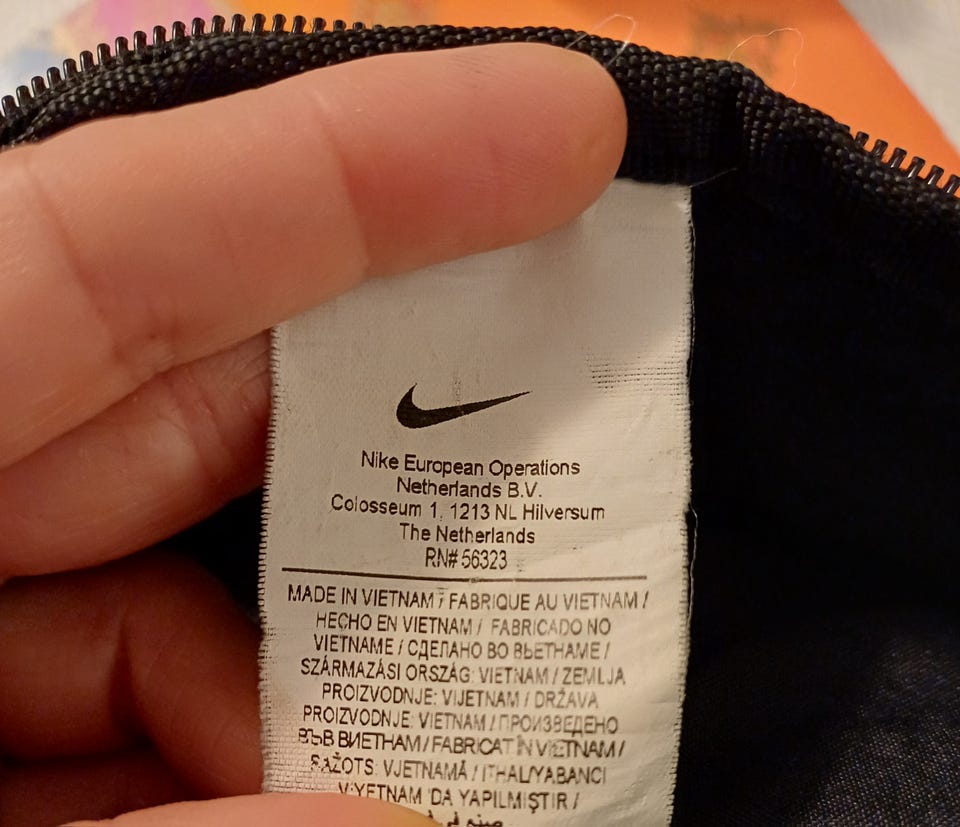 Nike European Operations
Netherlands B.V.
Colosseum 1, 1213 NL Hilversum
The Netherlands
RN# 56323
MADE IN VIETNAM / FABRIQUE AU VIETNAM /
HECHO EN VIETNAM / FABRICADO NO
VIETNAME / СДЕЛАНО ВО ВЬЕТНАМЕ /
SZÁRMAZÁSI ORSZÁG: VIETNAM / ZEMLJA
PROIZVODNJE: VIJETNAM / DRŽAVA
PROIZVODNJE: VIETNAM / ПРОИЗВЕДЕНО
ВЪВ ВИЕТНАМ / FABRICAT ÎN VIETNAM /
RAŽOTS: VJETNAMĀ / ITHAL/YABANCI
VİYETNAM 'DA YAPILMIŞTIR /